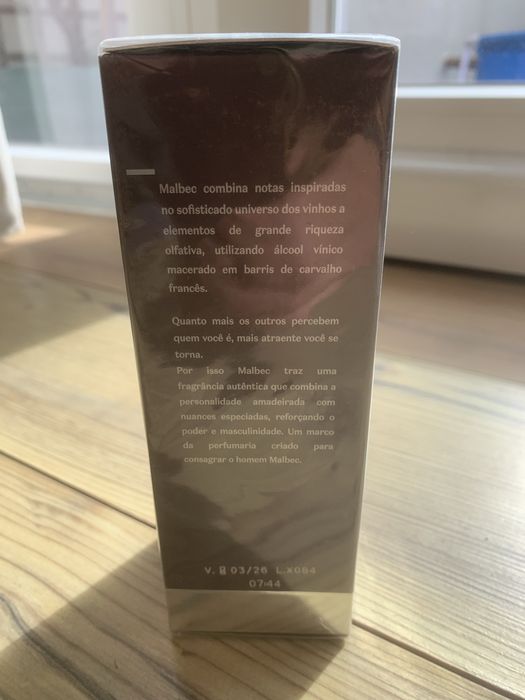 Malbec combina notas inspiradas
no sofisticado universo dos vinhos a
elementos de grande riqueza
olfativa, utilizando álcool vínico
macerado em barris de carvalho
francês.
Quanto mais os outros percebem
quem você é, mais atraente você se
torna.
Por isso Malbec traz uma
fragrância autêntica que combina a
personalidade amadeirada com
nuances especiadas, reforçando o
poder e masculinidade. Um marco
da perfumaria criado para
consagrar o homem Malbec.
V. 03/26 L.X064
07:44